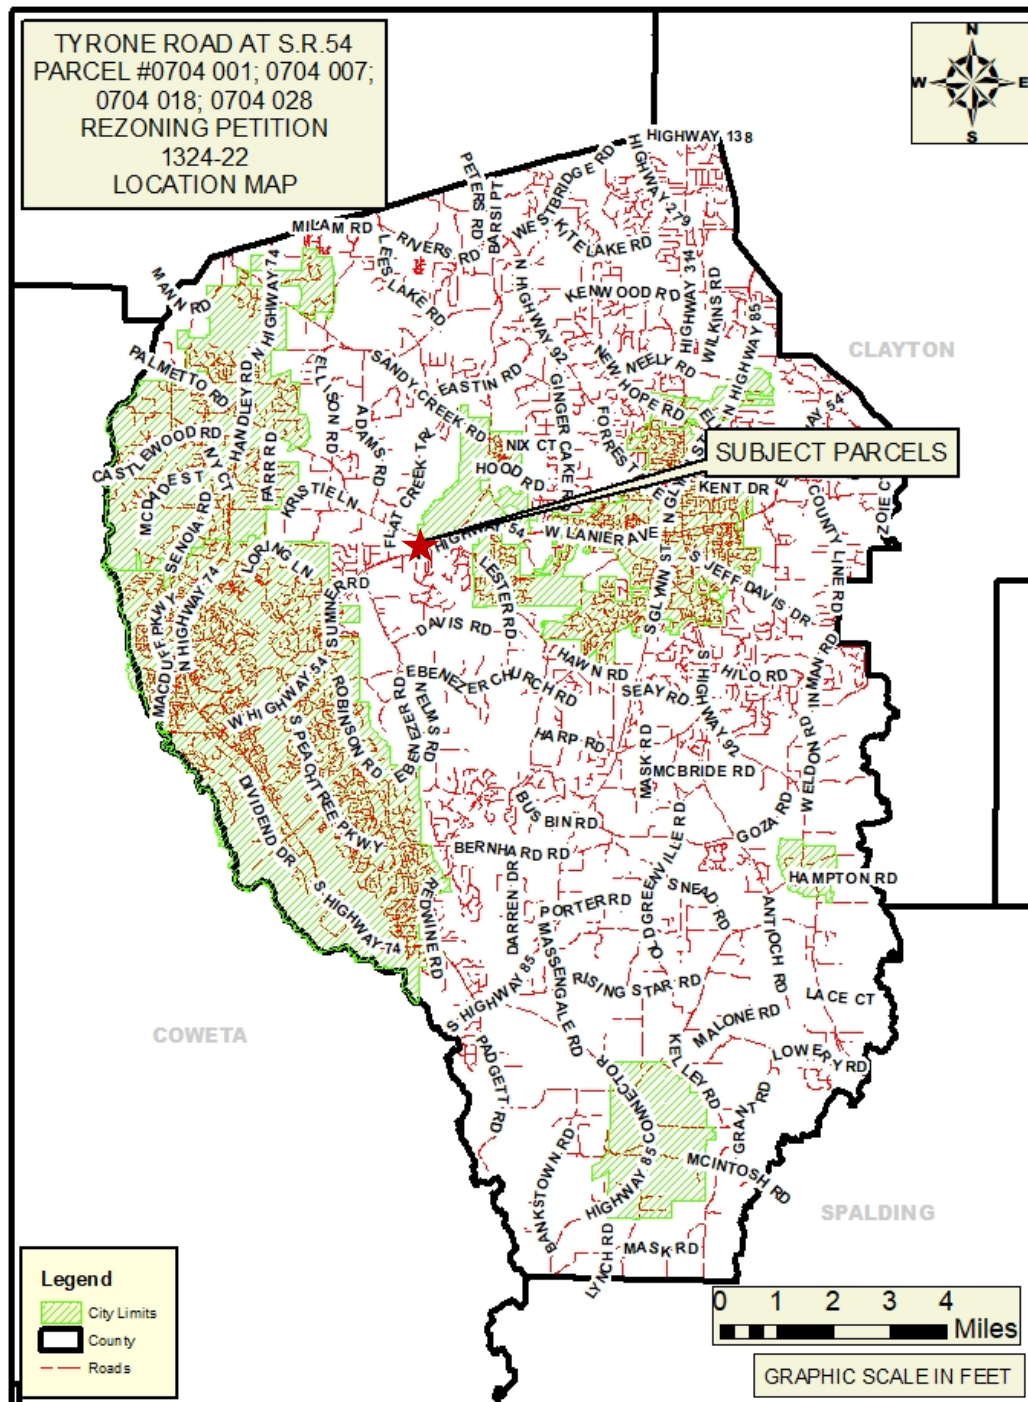 TYRONE ROAD AT S.R.54
PARCEL #0704 001; 0704 007;
0704 018; 0704 028
REZONING PETITION
1324-22
LOCATION MAP
N
W
E
S
HIGHWAY 138
PETERS RD
BARSI PT
WESTBRIDGE RD
HIGHWAY 279
MILAM RD
LEES LAKE RD
RIVERS RD
KITE LAKE RD
MANN RD
N HIGHWAY 74
KENWOOD RD
N HIGHWAY 92
HIGHWAY 314
WILKINS RD
N HIGHWAY 85
CLAYTON
PALMETTO RD
HANDLEY RD
ELLISON RD
SANDY CREEK RD
EASTIN RD
NEELY RD
NEW HOPE RD
GINGER CAKE RD
FORREST
ADAMS RD
FLAT CREEK TRL
NIX CT
HOOD RD
CASTLEWOOD RD
NY CT
FARR RD
MCDADE ST
SENOIA RD
KRISTIE LN
SUBJECT PARCELS
KENT DR
COUNTY LINE RD
ZOIE CT
HIGHWAY 54
W LANIER AVE
LORING LN
N HIGHWAY 74
MACDUFF PKWY
SUMNER RD
LESTER RD
S GLYNN ST
S JEFF DAVIS DR
DAVIS RD
HAWN RD
EBENEZER CHURCH RD
SEAY RD
HILO RD
INMAN RD
W HIGHWAY 54
ROBINSON RD
EBENEZER RD
S HIGHWAY 92
HARP RD
MASK RD
MCBRIDE RD
WELDON RD
S PEACHTREE PKWY
DIVIDEND DR
BUSBIN RD
GOZA RD
BERNHARD RD
OLD GREENVILLE RD
HAMPTON RD
S HIGHWAY 74
REDWINE RD
DARREN DR
PORTER RD
SNEAD RD
ANTIOCH RD
MASSENGALE RD
RISING STAR RD
LACE CT
S HIGHWAY 85
MALONE RD
LOWERY RD
COWETA
PADGETT RD
KELLEY RD
GRANT RD
HIGHWAY 85 CONNECTOR
MCINTOSH RD
BANKSTOWN RD
SPALDING
MASK RD
LYNCH RD
Legend
City Limits
County
Roads
0 1 2 3 4
Miles
GRAPHIC SCALE IN FEET